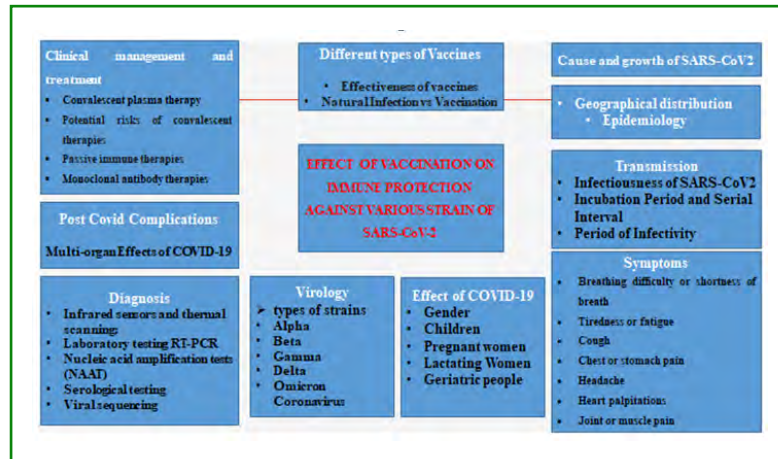 Clinical management and
treatment
• Convalescent plasma therapy
• Potential risks of convalescent
therapies
• Passive immune therapies
• Monoclonal antibody therapies
Different types of Vaccines
• Effectiveness of vaccines
• Natural Infection vs Vaccination
Cause and growth of SARS-CoV2
• Geographical distribution
• Epidemiology
EFFECT OF VACCINATION ON
IMMUNE PROTECTION
AGAINST VARIOUS STRAIN OF
SARS-COV-2
Transmission
• Infectiousness of SARS-CoV2
• Incubation Period and Serial
Interval
• Period of Infectivity
Post Covid Complications
Multi-organ Effects of COVID-19
Diagnosis
• Infrared sensors and thermal
scanning:
• Laboratory testing RT-PCR
• Nucleic acid amplification tests
(NAAT)
• Serological testing
• Viral sequencing
Virology
➢ types of strains
• Alpha
• Beta
• Gamma
• Delta
• Omicron
Coronavirus
Effect of COVID-19
• Gender
• Children
• Pregnant women
• Lactating Women
• Geriatric people
Symptoms
• Breathing difficulty or shortness of
breath
• Tiredness or fatigue
• Cough
• Chest or stomach pain
• Headache
• Heart palpitations
• Joint or muscle pain